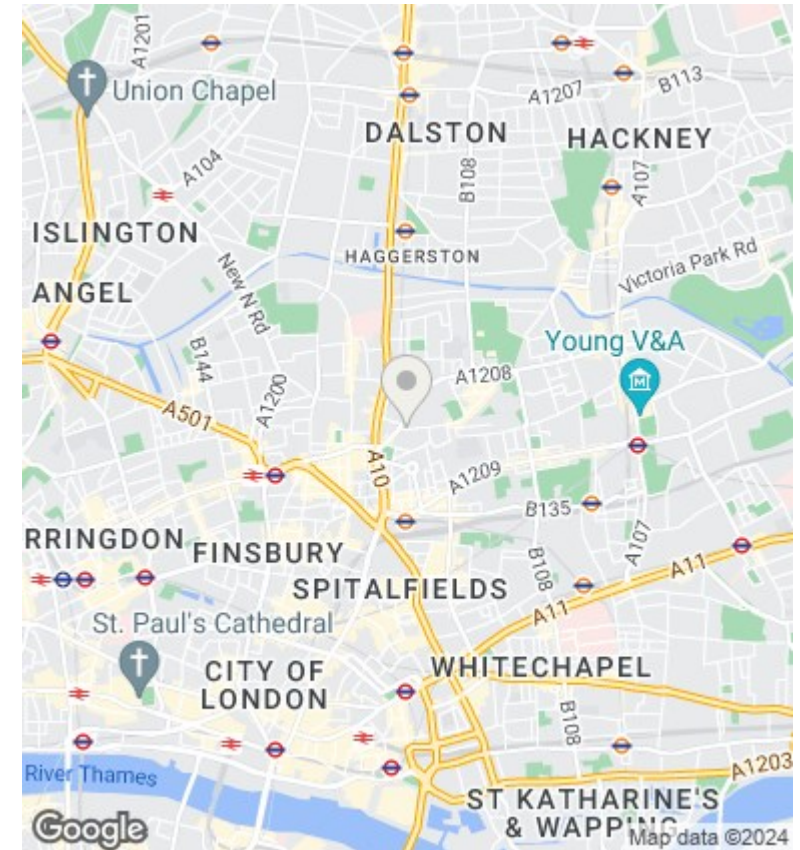 A1201
Union Chapel
A1207
B113
DALSTON
HACKNEY
A104
B108
A107
ISLINGTON
HAGGERSTON
New N Rd
Victoria Park Rd
ANGEL
Young V&A
B144
A1208
A1200
A501
A10
A1209
B135
RRINGDON
FINSBURY
A107
B108
A11
SPITALFIELDS
A11
St. Paul's Cathedral
CITY OF
LONDON
WHITECHAPEL
B108
River Thames
A1203
ST KATHARINE'S
& WAPPING
Google
Map data ©2024